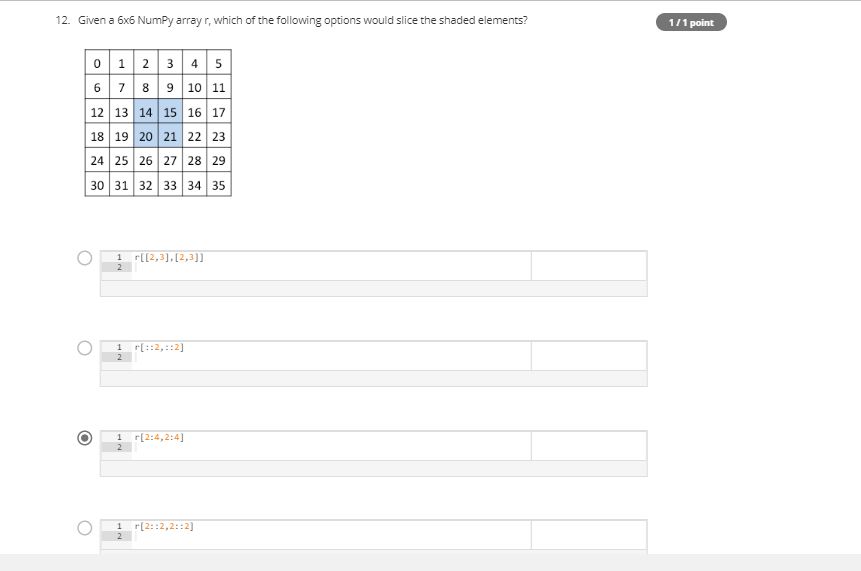 12. Given a 6x6 NumPy array r, which of the following options would slice the shaded elements?
1 / 1 point
0 1 2 3 4 5
6 7 8 9 10 11
12 13 14 15 16 17
18 19 20 21 22 23
24 25 26 27 28 29
30 31 32 33 34 35
1 r[[2,3],[2,3]]
2
1 r[::2,::2]
2
1 r[2:4,2:4]
2
1 r[2::2,2::2]
2